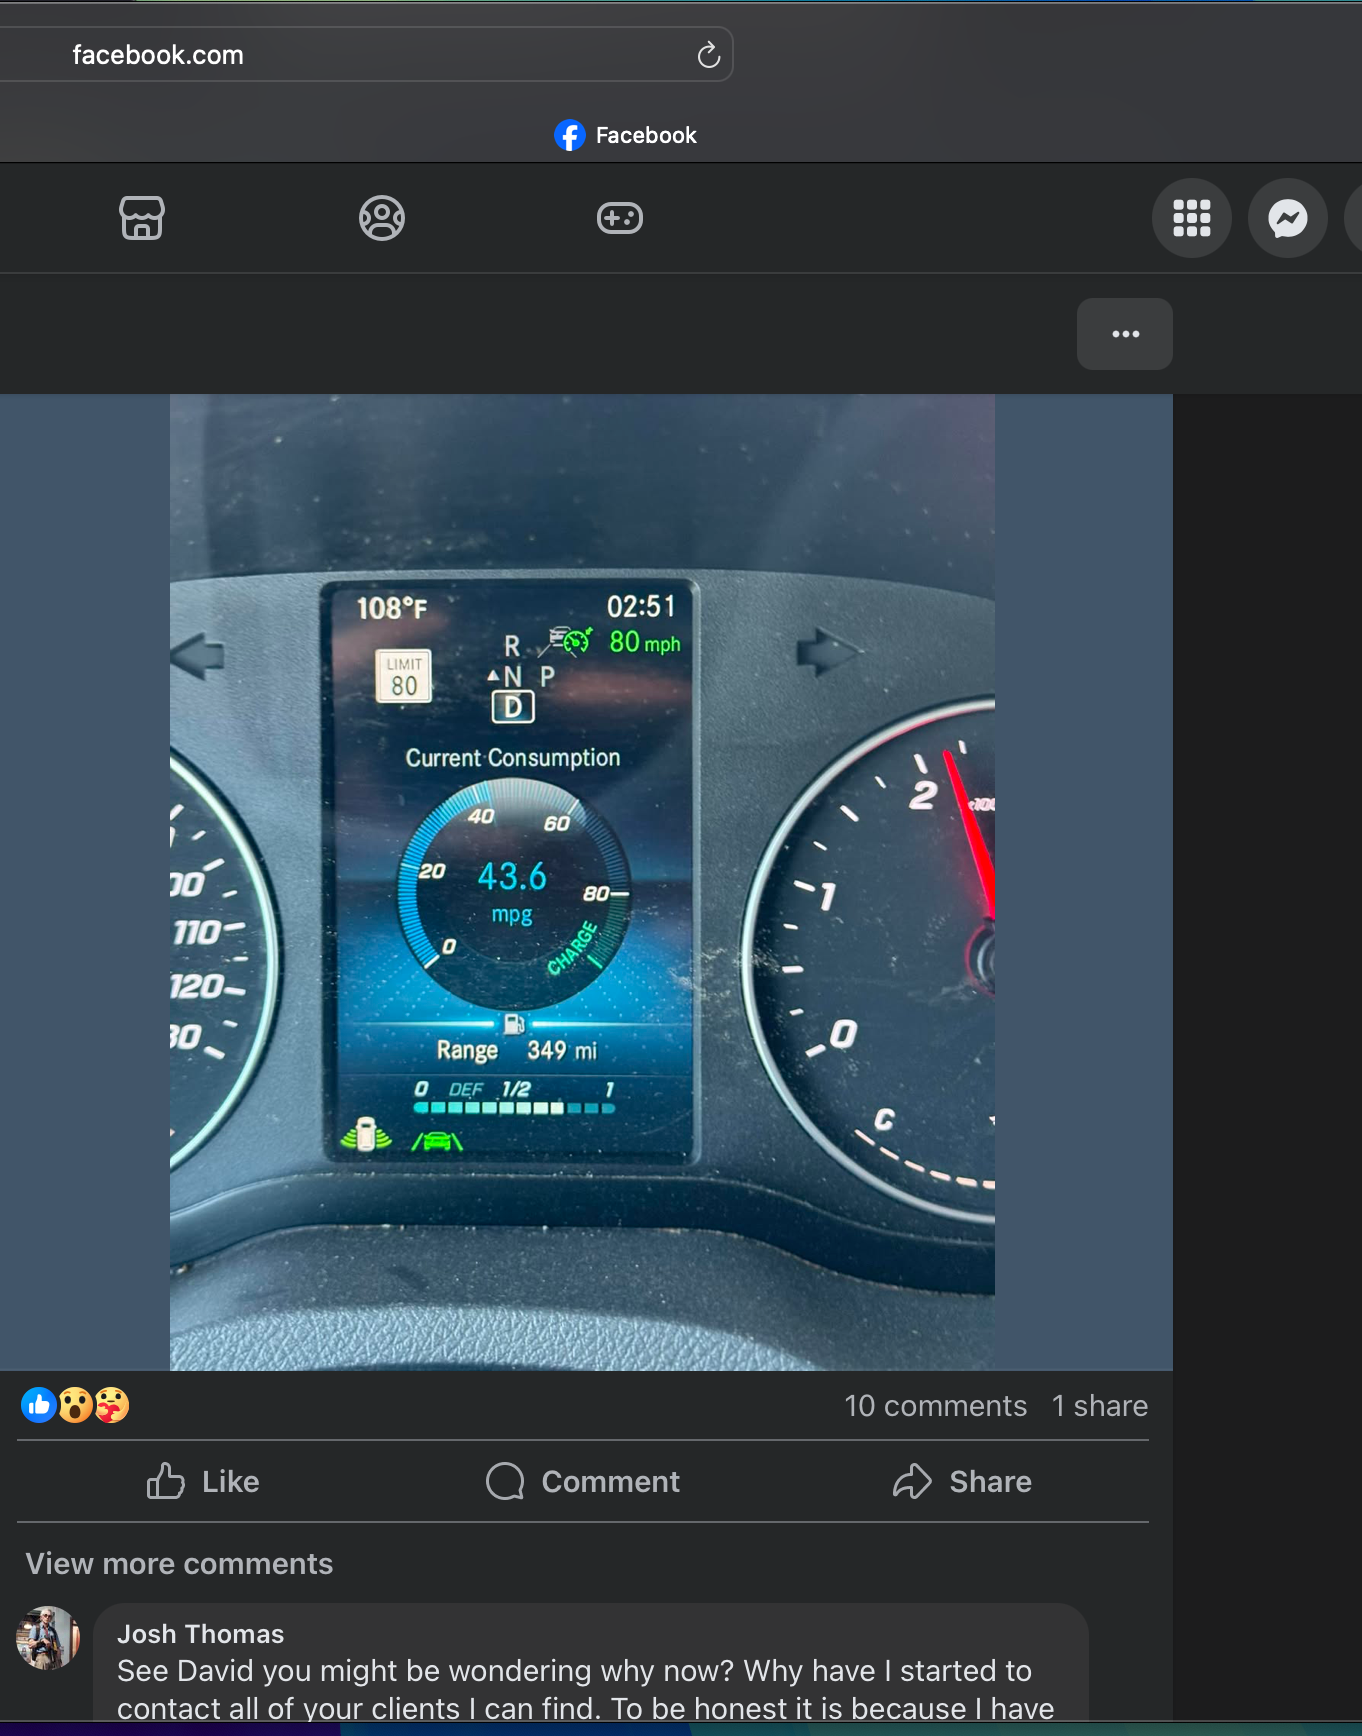 facebook.com
Facebook
108°F
02:51
R
80 mph
LIMIT
80
N P
D
Current Consumption
40
60
20
43.6
80
mpg
0
CHARGE
Range 349 mi
0 DEF 1/2 1
110
120
2
1
0
C
10 comments 1 share
Like Comment Share
View more comments
Josh Thomas
See David you might be wondering why now? Why have I started to
contact all of your clients I can find. To be honest it is because I have